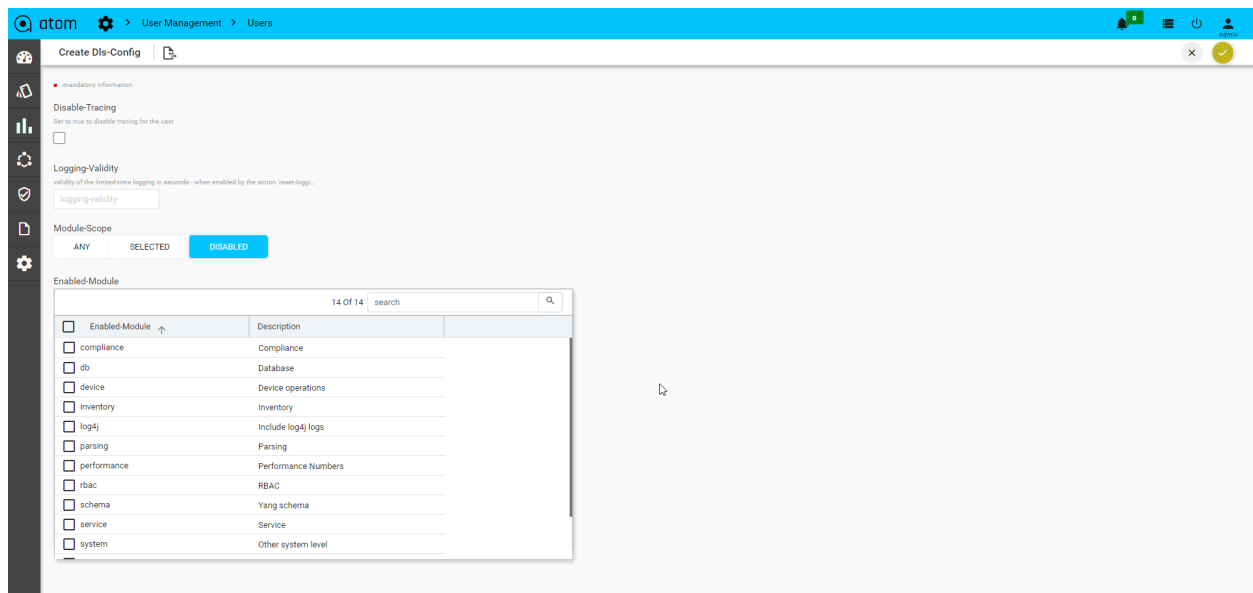 atom > User Management > Users
0
Admin
Create Dls-Config
-mandatory information
Disable-Tracing
Set to true to disable tracing for the user
Logging-Validity
validity of the limited-time logging in seconds - when enabled by the action 'reset-loggi...
logging-validity
Module-Scope
ANY SELECTED DISABLED
Enabled-Module
14 Of 14 search
Enabled-Module Description
compliance Compliance
db Database
device Device operations
inventory Inventory
log4j Include log4j logs
parsing Parsing
performance Performance Numbers
rbac RBAC
schema Yang schema
service Service
system Other system level